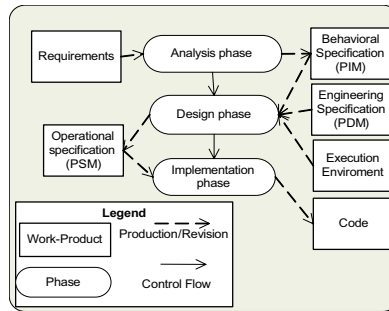 Requirements
Analysis phase
Behavioral
Specification
(PIM)
Design phase
Engineering
Specification
(PDM)
Operational
specification
(PSM)
Implementation
phase
Execution
Enviroment
Code
Legend
Work-Product
Production/Revision
Phase
Control Flow